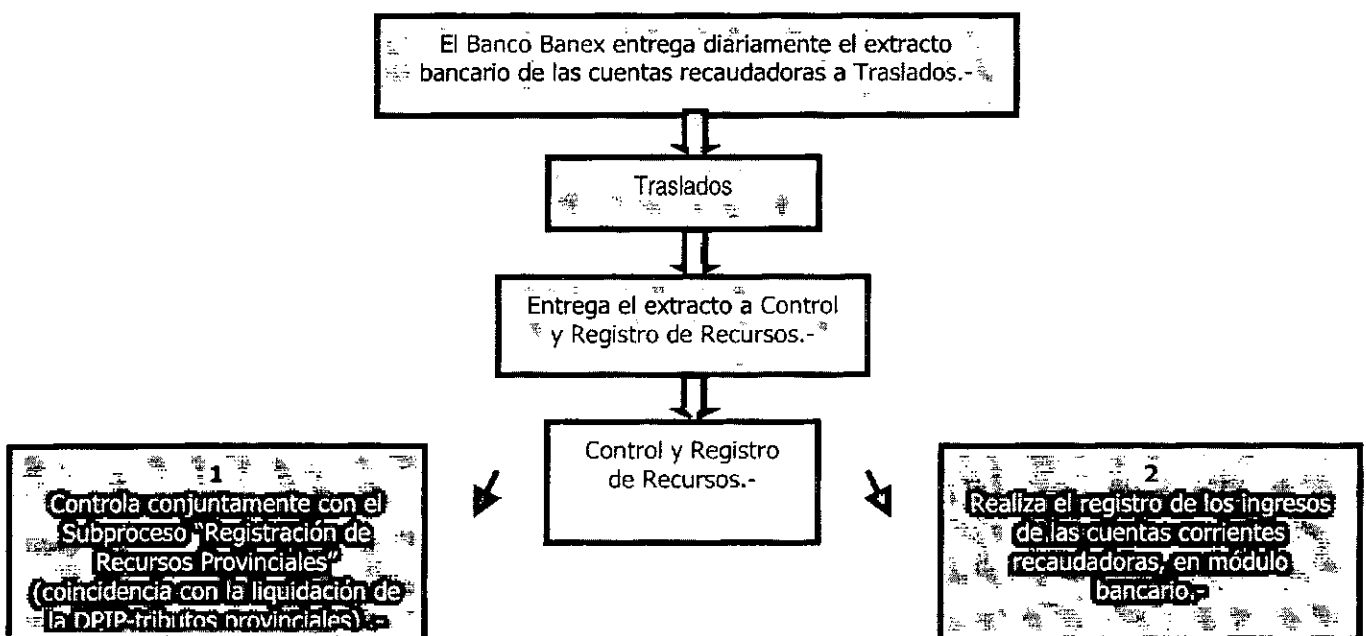 El Banco Banex entrega diariamente el extracto
bancario de las cuentas recaudadoras a Traslados.-
Traslados
Entrega el extracto a Control
y Registro de Recursos.-
Control y Registro
de Recursos.-
1
Controla conjuntamente con el
Subproceso "Registración de
Recursos Provinciales"
(coincidencia con la liquidación de
la DPIP-tributos provinciales).-
2
Realiza el registro de los ingresos
de las cuentas corrientes
recaudadoras, en módulo
bancario.-